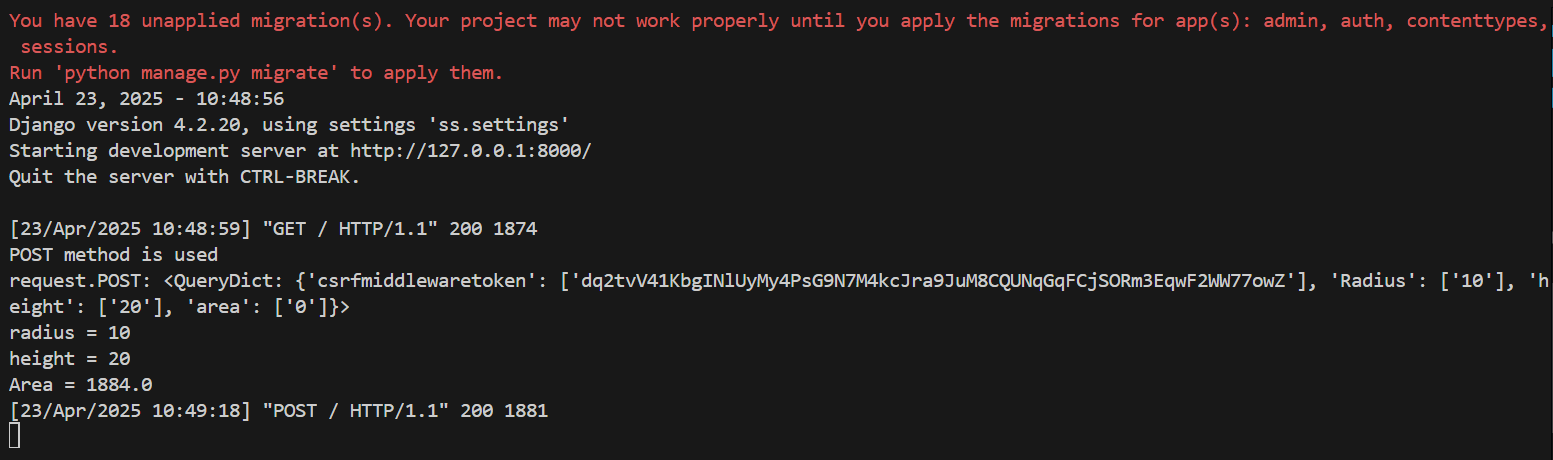 You have 18 unapplied migration(s). Your project may not work properly until you apply the migrations for app(s): admin, auth, contenttypes,
 sessions.
Run 'python manage.py migrate' to apply them.
April 23, 2025 - 10:48:56
Django version 4.2.20, using settings 'ss.settings'
Starting development server at http://127.0.0.1:8000/
Quit the server with CTRL-BREAK.

[23/Apr/2025 10:48:59] "GET / HTTP/1.1" 200 1874
POST method is used
request.POST: <QueryDict: {'csrfmiddlewaretoken': ['dq2tvV41KbgINlUyMy4PsG9N7M4kcJra9JuM8CQUNqGqFCjSORm3EqwF2WW77owZ'], 'Radius': ['10'], 'h
eight': ['20'], 'area': ['0']}>
radius = 10
height = 20
Area = 1884.0
[23/Apr/2025 10:49:18] "POST / HTTP/1.1" 200 1881